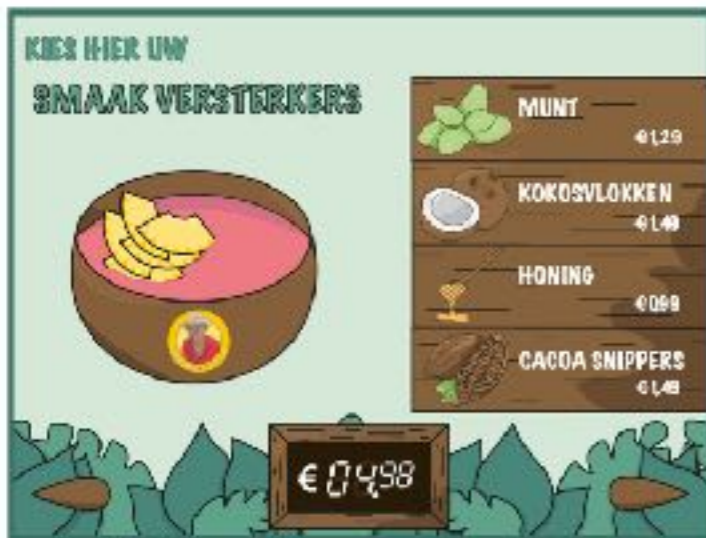 KIES HIER UW
SMAAK VERSTERKERS
MUNT
€1,29
KOKOSVLOKKEN
€1,49
HONING
€0,99
CACOA SNIPPERS
€1,49
€ 04,98